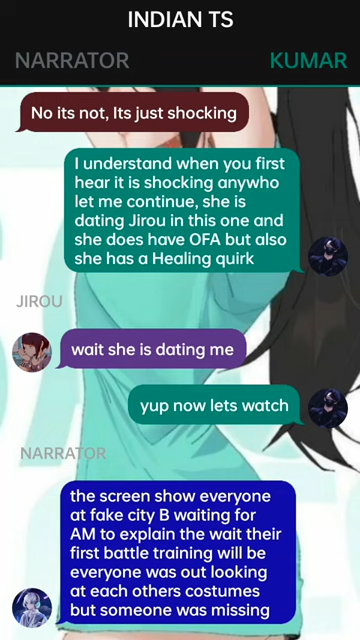 INDIAN TS
NARRATOR
KUMAR
No its not, Its just shocking
I understand when you first
hear it is shocking anywho
let me continue, she is
dating Jirou in this one and
she does have OFA but also
she has a Healing quirk
JIROU
wait she is dating me
yup now lets watch
NARRATOR
the screen show everyone
at fake city B waiting for
AM to explain the wait their
first battle training will be
everyone was out looking
at each others costumes
but someone was missing